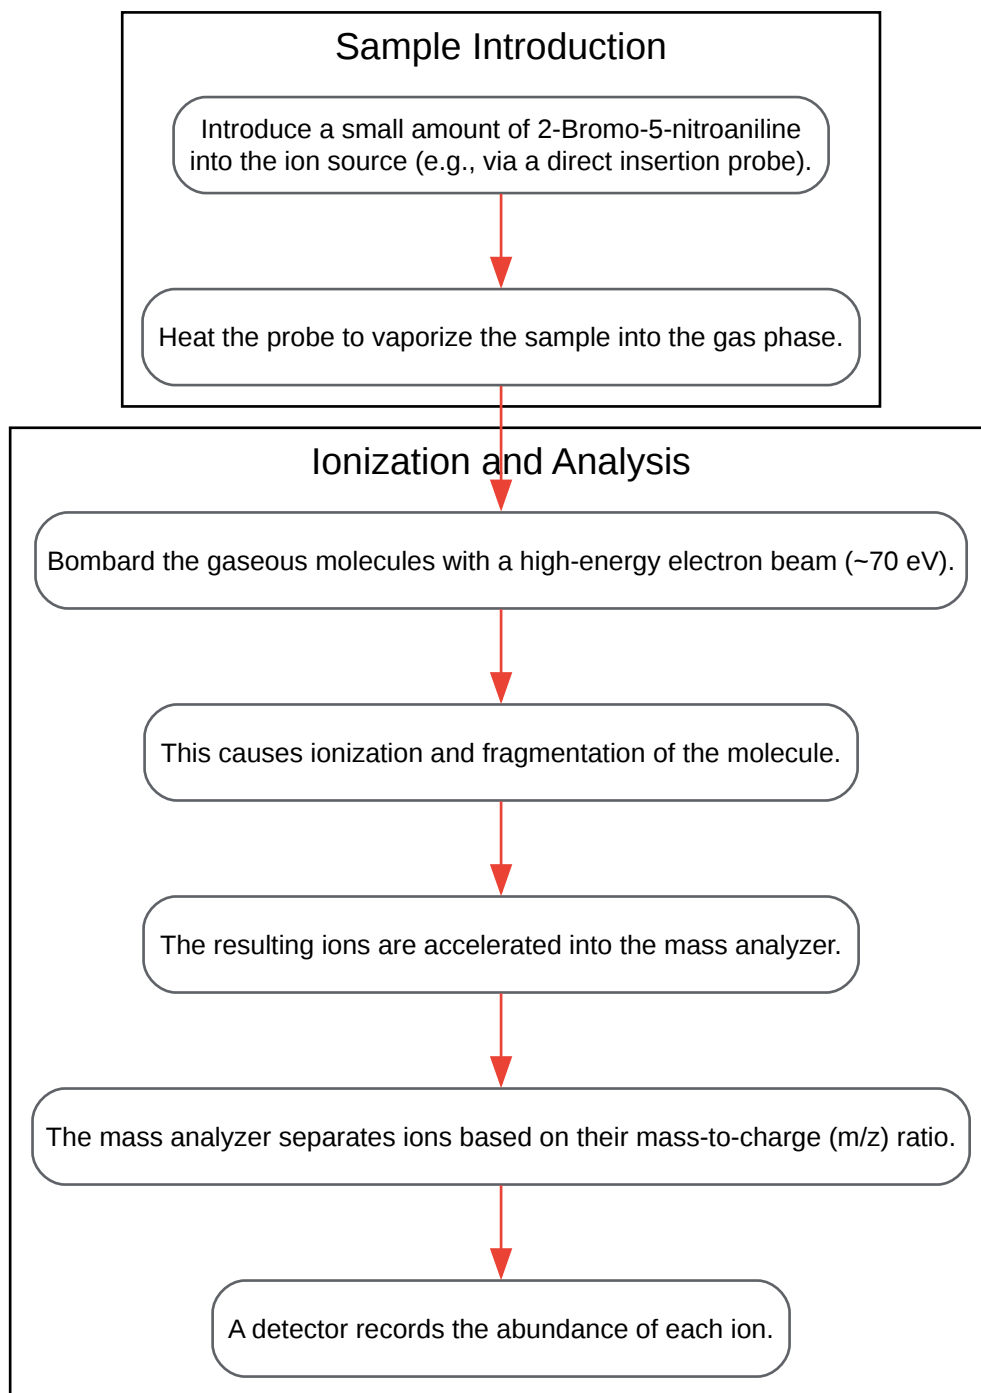 Sample Introduction
Introduce a small amount of 2-Bromo-5-nitroaniline
into the ion source (e.g., via a direct insertion probe).
Heat the probe to vaporize the sample into the gas phase.
Ionization and Analysis
Bombard the gaseous molecules with a high-energy electron beam (~70 eV).
This causes ionization and fragmentation of the molecule.
The resulting ions are accelerated into the mass analyzer.
The mass analyzer separates ions based on their mass-to-charge (m/z) ratio.
A detector records the abundance of each ion.